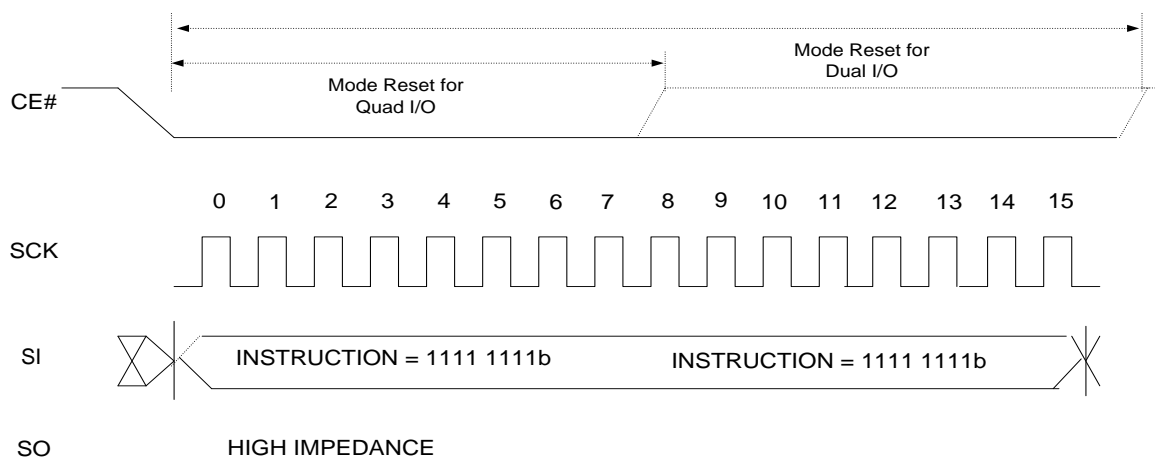 Mode Reset for
Dual I/O
Mode Reset for
Quad I/O
CE#
0 1 2 3 4 5 6 7 8 9 10 11 12 13 14 15
SCK
SI
INSTRUCTION = 1111 1111b INSTRUCTION = 1111 1111b
SO HIGH IMPEDANCE